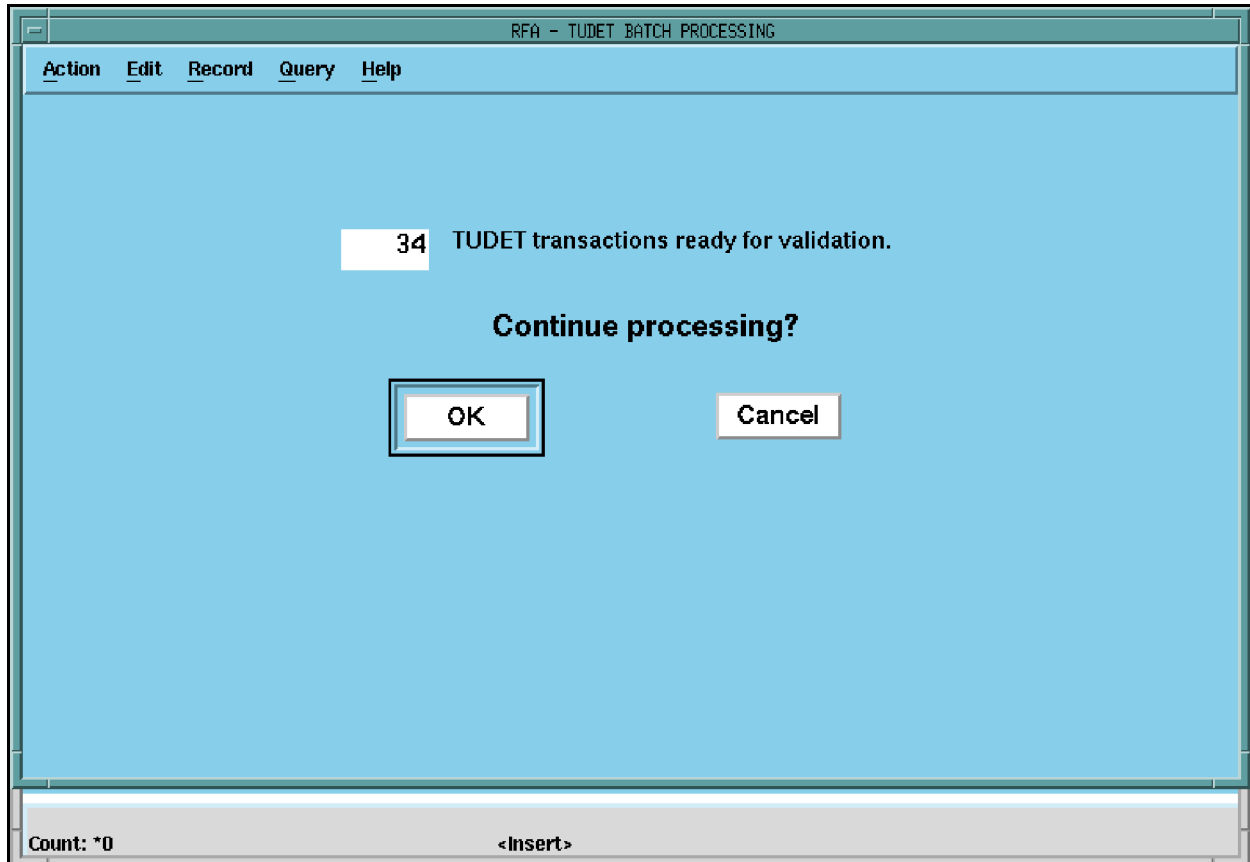 RFA - TUDET BATCH PROCESSING
Action Edit Record Query Help
34 TUDET transactions ready for validation.
Continue processing?
OK Cancel
Count: *0 <Insert>